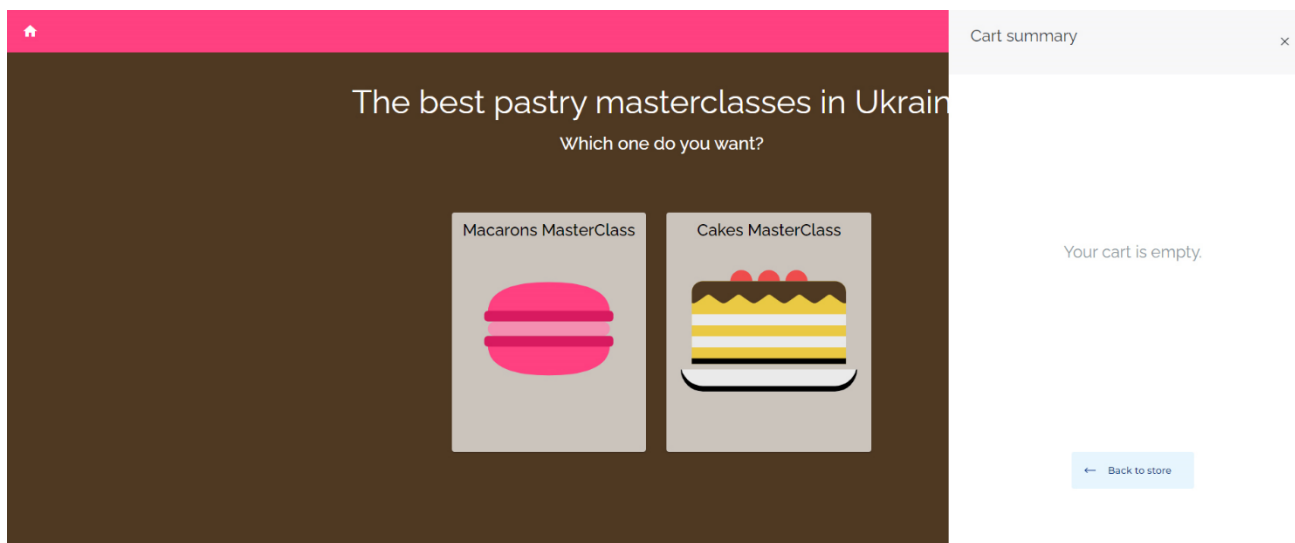 Cart summary
The best pastry masterclasses in Ukrain
Which one do you want?
Macarons MasterClass
Cakes MasterClass
Your cart is empty.
Back to store